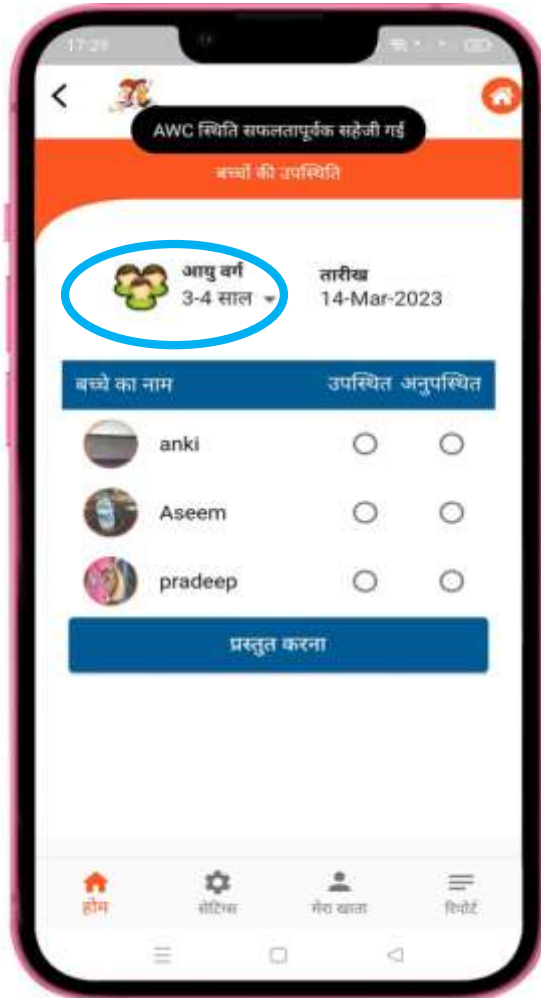 17:29
AWC स्थिति सफलतापूर्वक सहेजी गई
बच्चों की उपस्थिति
आयु वर्ग
3-4 साल
तारीख
14-Mar-2023
बच्चे का नाम उपस्थित अनुपस्थित
anki
Aseem
pradeep
प्रस्तुत करना
होम सेटिंग्स मेरा खाता रिपोर्ट